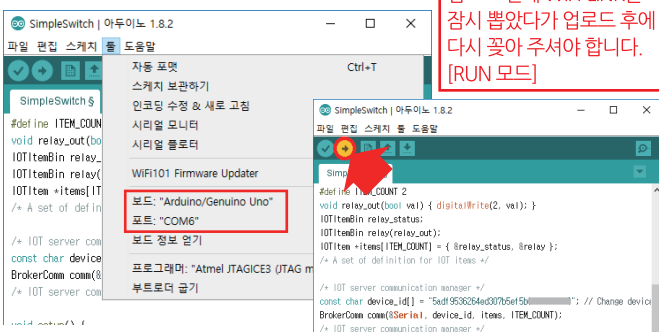 잠시 뽑았다가 업로드 후에
다시 꽂아 주셔야 합니다.
[RUN 모드]
SimpleSwitch | 아두이노 1.8.2
파일 편집 스케치 툴 도움말
SimpleSwitch §
#define ITEM_COUN
void relay_out(bo
IOTItemBin relay_
IOTItemBin relay(
IOTItem *items[IT
/* A set of defin
/* IOT server com
const char device
BrokerComm comm(&
/* IOT server com
void setup() {
자동 포맷 Ctrl+T
스케치 보관하기
인코딩 수정 & 새로 고침
시리얼 모니터
시리얼 플로터
WiFi101 Firmware Updater
보드: "Arduino/Genuino Uno"
포트: "COM6"
보드 정보 얻기
프로그래머: "Atmel JTAGICE3 (JTAG m
부트로더 굽기
SimpleSwitch | 아두이노 1.8.2
파일 편집 스케치 툴 도움말
Simp
#define ITEM_COUNT 2
void relay_out(bool val) { digitalWrite(2, val); }
IOTItemBin relay_status;
IOTItemBin relay(relay_out);
IOTItem *items[ITEM_COUNT] = { &relay_status, &relay };
/* A set of definition for IOT items */
/* IOT server communication manager */
const char device_id[] = "5adf9536264ed307b5ef5b"; // Change devic
BrokerComm comm(&Serial, device_id, items, ITEM_COUNT);
/* IOT server communication manager */